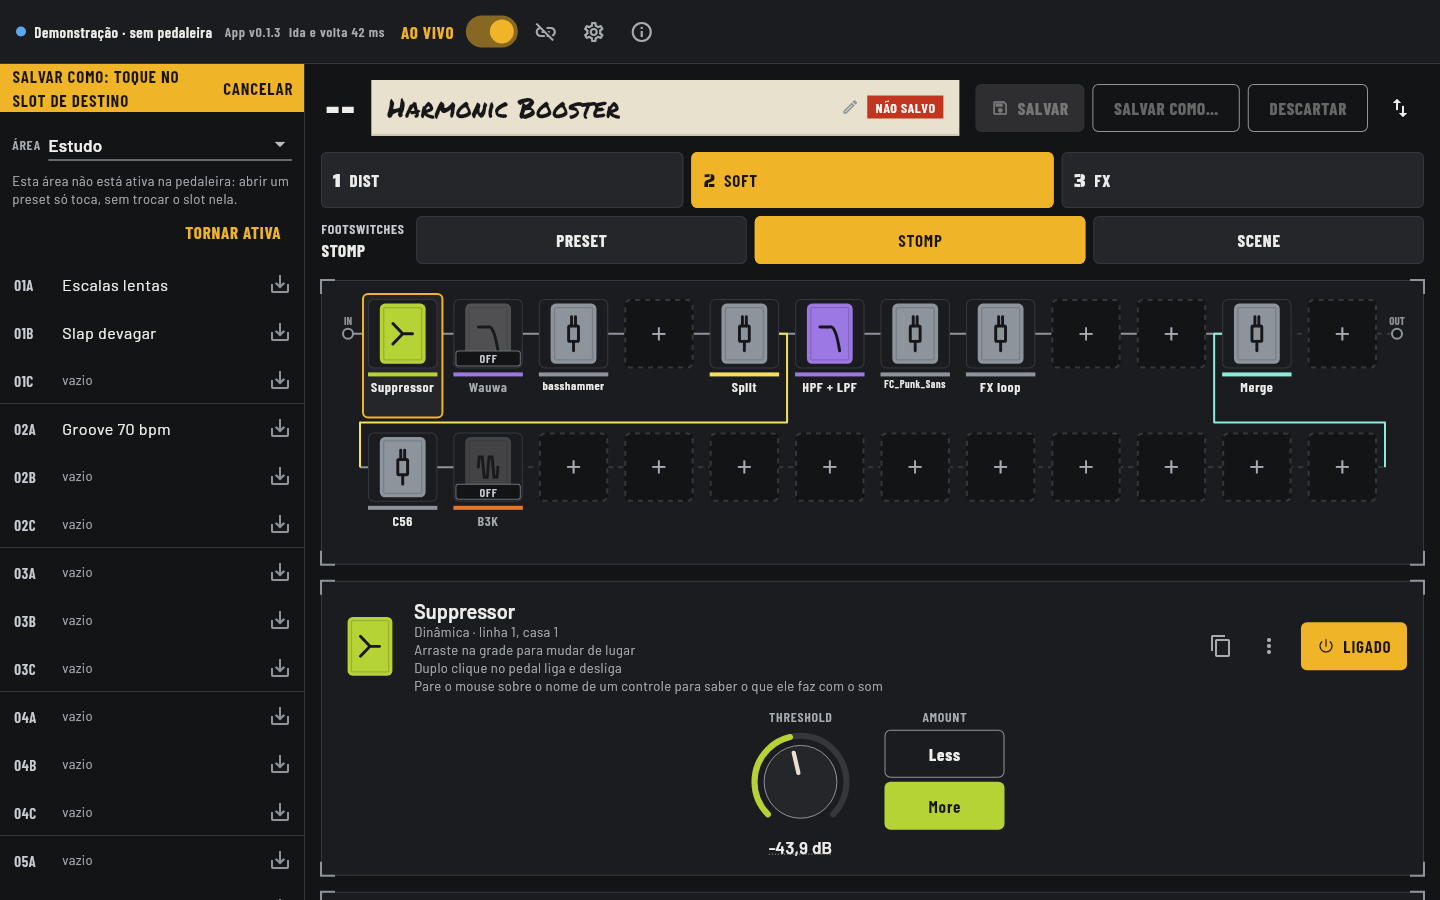 Demonstração · sem pedaleira App v0.1.3 Ida e volta 42 ms AO VIVO
SALVAR COMO: TOQUE NO
SLOT DE DESTINO
CANCELAR
ÁREA Estudo
Esta área não está ativa na pedaleira: abrir um
preset só toca, sem trocar o slot nela.
TORNAR ATIVA
01A Escalas lentas
01B Slap devagar
01C vazio
02A Groove 70 bpm
02B vazio
02C vazio
03A vazio
03B vazio
03C vazio
04A vazio
04B vazio
04C vazio
05A vazio
-- Harmonic Booster NÃO SALVO SALVAR SALVAR COMO... DESCARTAR
1 DIST 2 SOFT 3 FX
FOOTSWITCHES
STOMP
PRESET STOMP SCENE
IN OFF + + + + OUT
Suppressor Wauwa basshammer Split HPF + LPF FC_Punk_Sans FX loop Merge
OFF + + + + + + + + + +
C56 B3K
Suppressor
Dinâmica · linha 1, casa 1
Arraste na grade para mudar de lugar
Duplo clique no pedal liga e desliga
Pare o mouse sobre o nome de um controle para saber o que ele faz com o som
LIGADO
THRESHOLD AMOUNT
Less
More
-43,9 dB